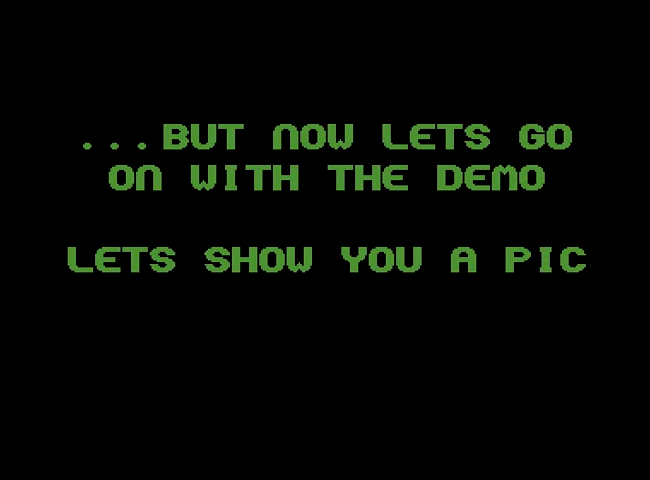 ...BUT NOW LETS GO
ON WITH THE DEMO
LETS SHOW YOU A PIC